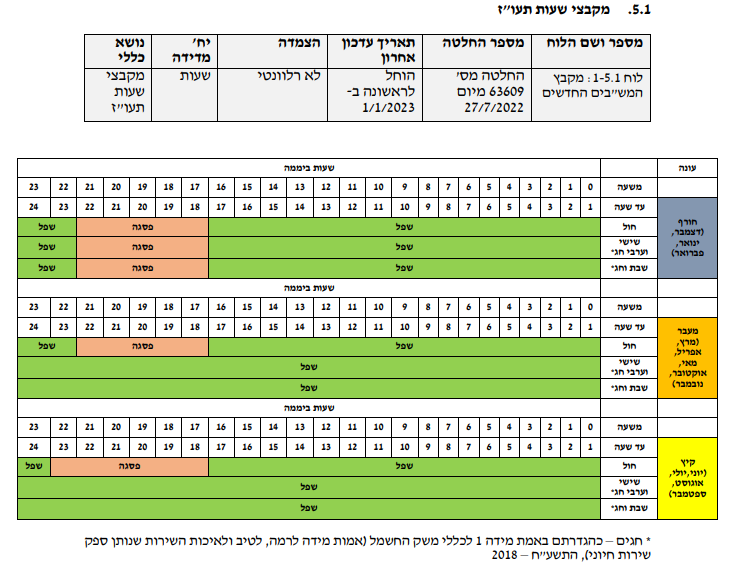 5.1. מקבצי שעות תעו"ז
מספר ושם הלוח מספר החלטה תאריך עדכון אחרון הצמדה יח' מדידה נושא כללי
לוח 1-5.1: מקבץ המש"בים החדשים החלטה מס' 63609 מיום 27/7/2022 הוחל לראשונה ב- 1/1/2023 לא רלוונטי שעות מקבצי שעות תעו"ז
עונה שעות ביממה
משעה 0 1 2 3 4 5 6 7 8 9 10 11 12 13 14 15 16 17 18 19 20 21 22 23
חורף (דצמבר, ינואר, פברואר)
עד שעה 1 2 3 4 5 6 7 8 9 10 11 12 13 14 15 16 17 18 19 20 21 22 23 24
חול שפל פסגה שפל
שישי וערבי חג* שפל פסגה שפל
שבת וחג* שפל פסגה שפל
שעות ביממה
משעה 0 1 2 3 4 5 6 7 8 9 10 11 12 13 14 15 16 17 18 19 20 21 22 23
מעבר (מרץ, אפריל, מאי, אוקטובר, נובמבר)
עד שעה 1 2 3 4 5 6 7 8 9 10 11 12 13 14 15 16 17 18 19 20 21 22 23 24
חול שפל פסגה שפל
שישי וערבי חג* שפל
שבת וחג* שפל
שעות ביממה
משעה 0 1 2 3 4 5 6 7 8 9 10 11 12 13 14 15 16 17 18 19 20 21 22 23
קיץ (יוני,יולי, אוגוסט, ספטמבר)
עד שעה 1 2 3 4 5 6 7 8 9 10 11 12 13 14 15 16 17 18 19 20 21 22 23 24
חול שפל פסגה שפל
שישי וערבי חג* שפל
שבת וחג* שפל
* חגים – כהגדרתם באמת מידה 1 לכללי משק החשמל (אמות מידה לרמה, לטיב ולאיכות השירות שנותן ספק
שירות חיוני), התשע"ח – 2018